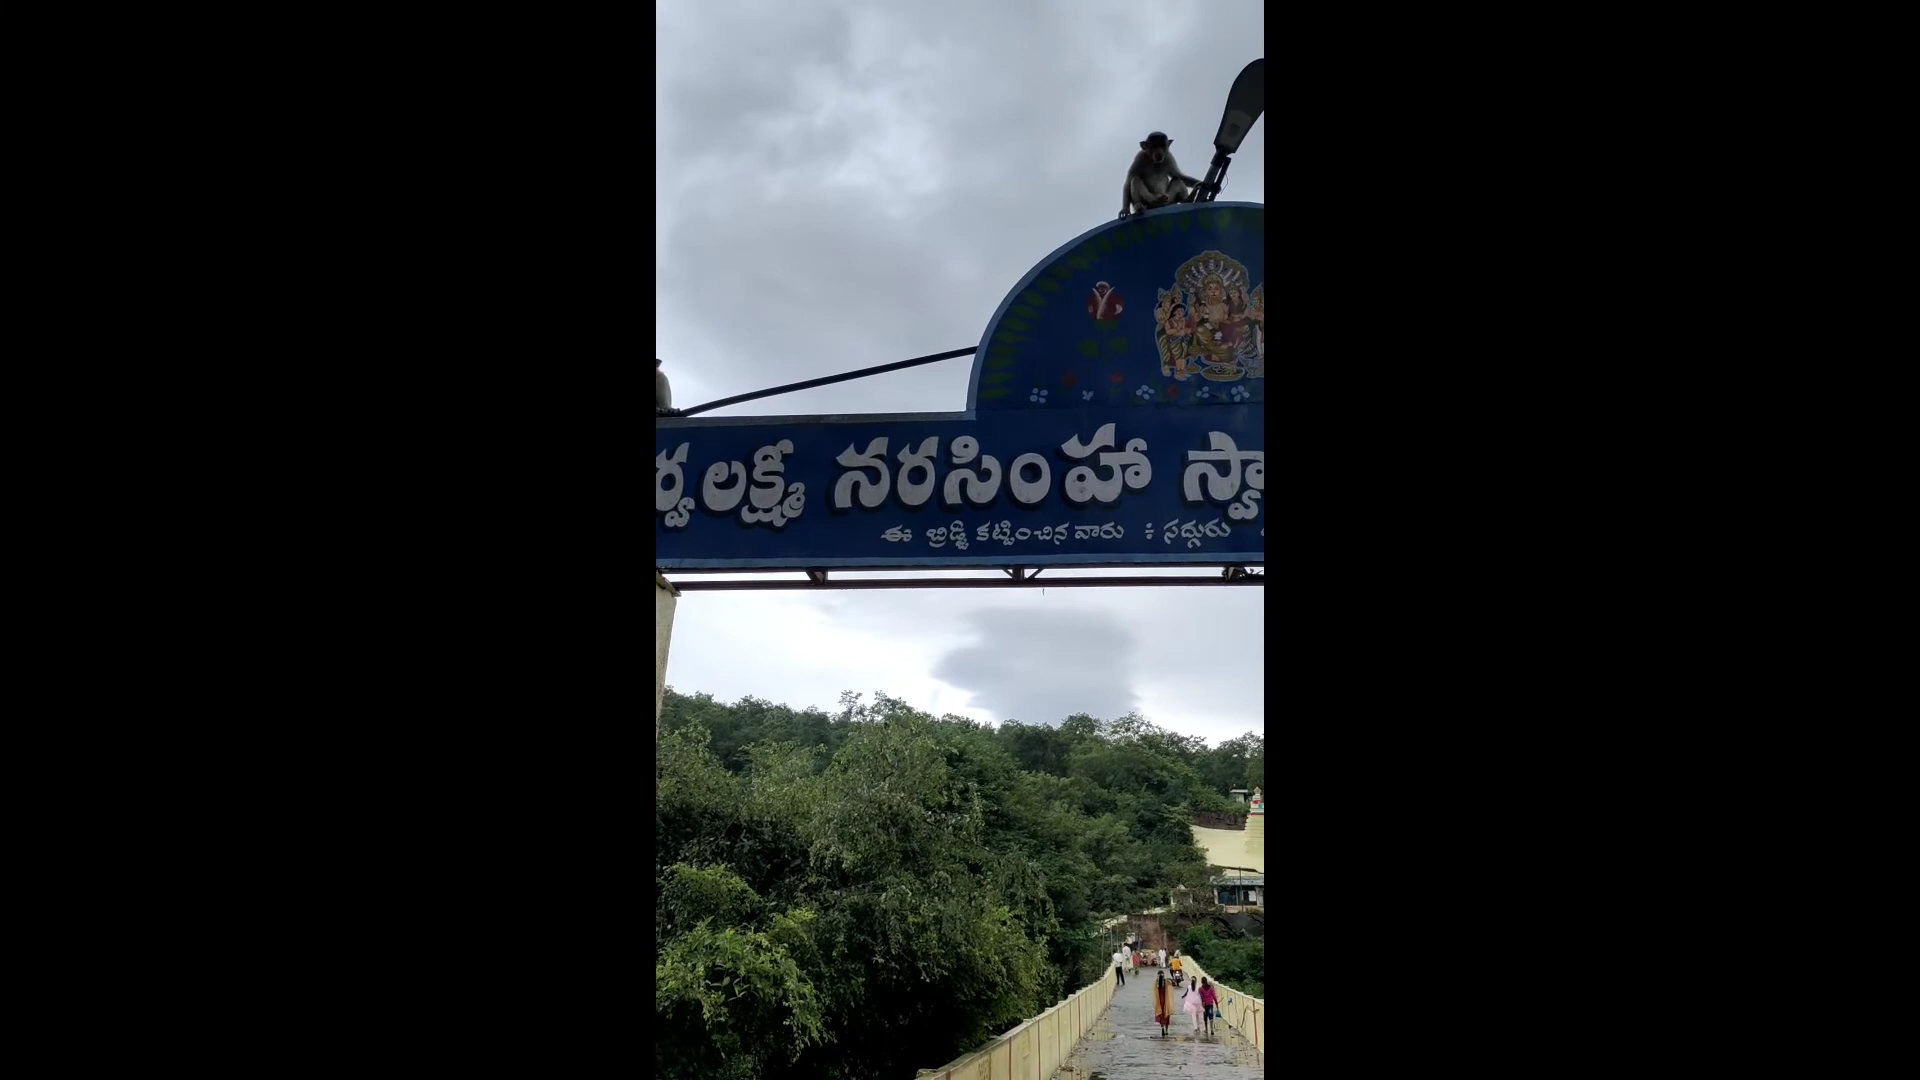 ర్వలక్ష్మీ నరసింహా స్వా
ఈ బ్రిడ్జ్ కట్టించిన వారు : సద్గురు